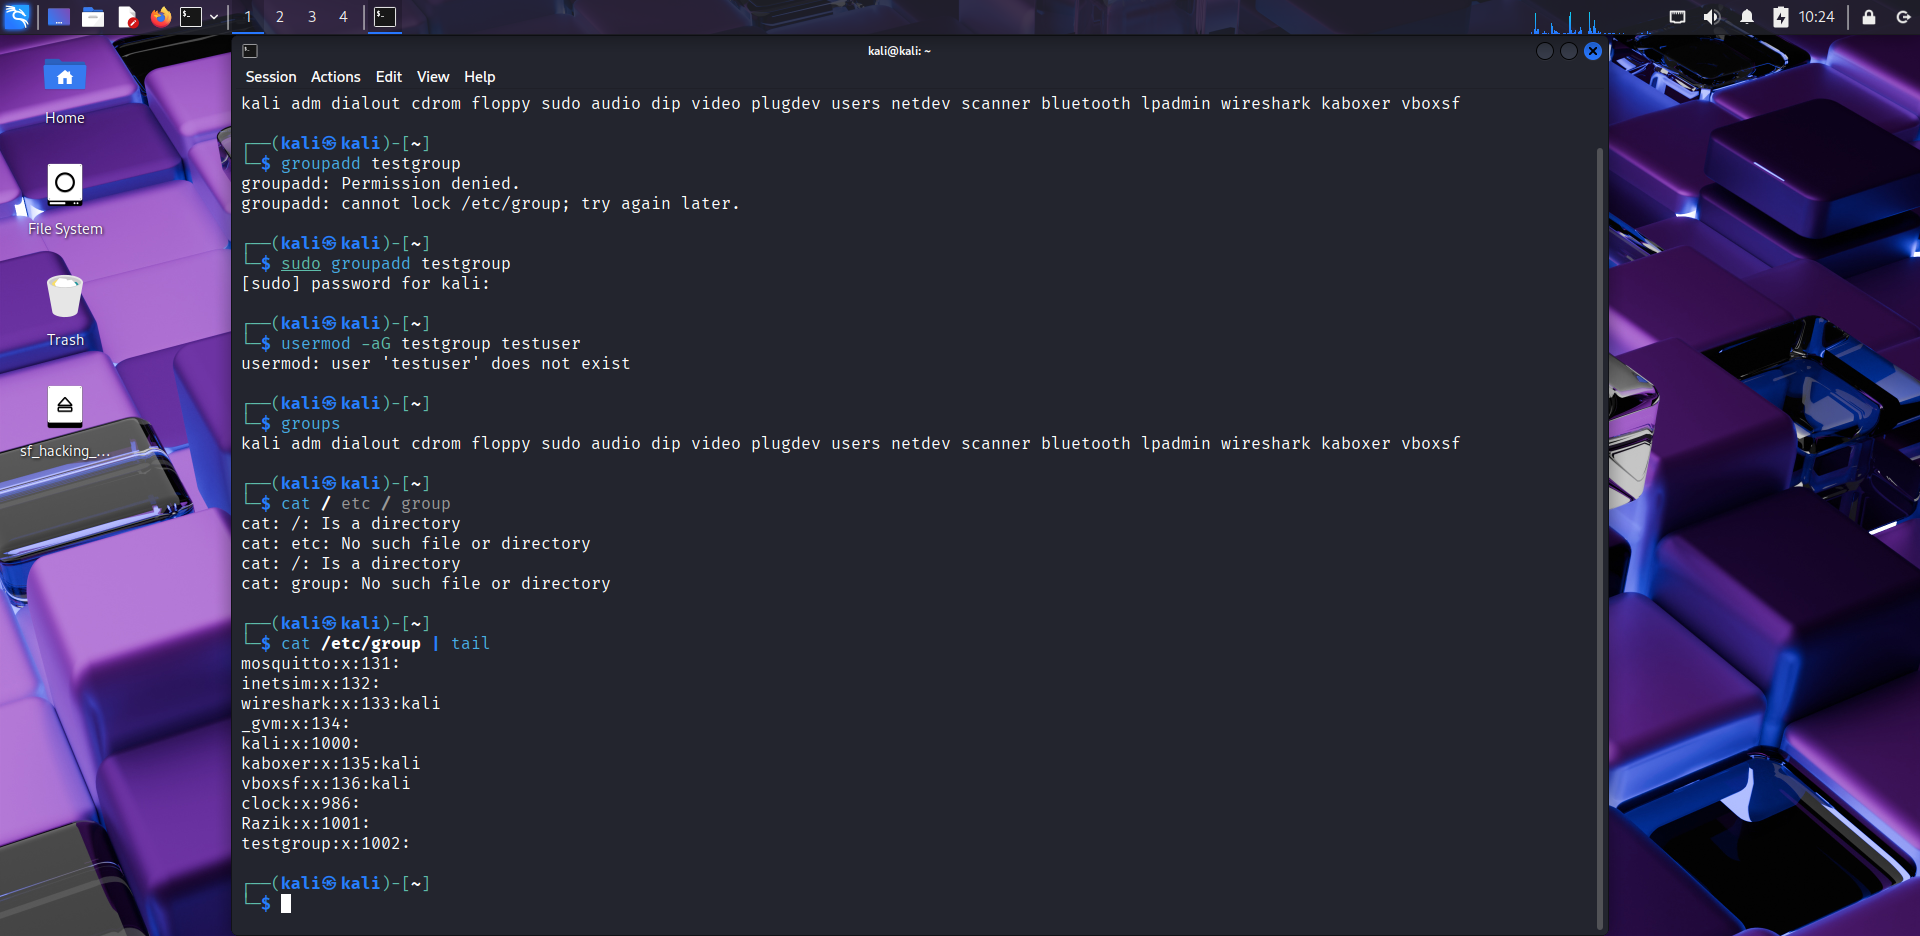 1 2 3 4
10:24
kali@kali: ~
Session Actions Edit View Help
Home
File System
Trash
sf_hacking_...
kali adm dialout cdrom floppy sudo audio dip video plugdev users netdev scanner bluetooth lpadmin wireshark kaboxer vboxsf
┌──(kali㉿kali)-[~]
└─$ groupadd testgroup
groupadd: Permission denied.
groupadd: cannot lock /etc/group; try again later.
┌──(kali㉿kali)-[~]
└─$ sudo groupadd testgroup
[sudo] password for kali:
┌──(kali㉿kali)-[~]
└─$ usermod -aG testgroup testuser
usermod: user 'testuser' does not exist
┌──(kali㉿kali)-[~]
└─$ groups
kali adm dialout cdrom floppy sudo audio dip video plugdev users netdev scanner bluetooth lpadmin wireshark kaboxer vboxsf
┌──(kali㉿kali)-[~]
└─$ cat / etc / group
cat: /: Is a directory
cat: etc: No such file or directory
cat: /: Is a directory
cat: group: No such file or directory
┌──(kali㉿kali)-[~]
└─$ cat /etc/group | tail
mosquitto:x:131:
inetsim:x:132:
wireshark:x:133:kali
_gvm:x:134:
kali:x:1000:
kaboxer:x:135:kali
vboxsf:x:136:kali
clock:x:986:
Razik:x:1001:
testgroup:x:1002:
┌──(kali㉿kali)-[~]
└─$